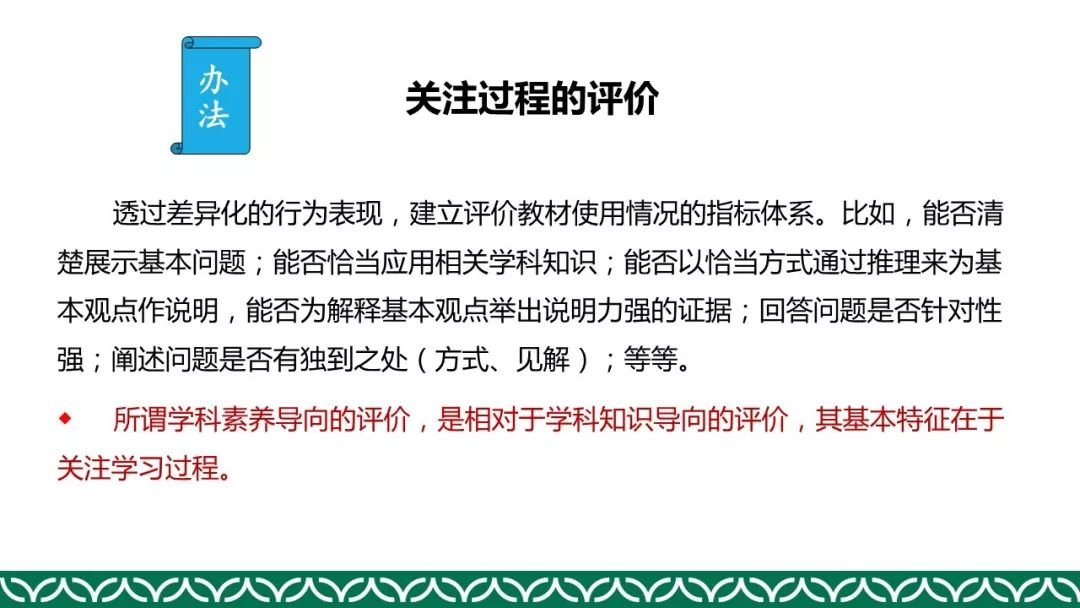 办法
关注过程的评价
透过差异化的行为表现，建立评价教材使用情况的指标体系。比如，能否清
楚展示基本问题；能否恰当应用相关学科知识；能否以恰当方式通过推理来为基
本观点作说明，能否为解释基本观点举出说明力强的证据；回答问题是否针对性
强；阐述问题是否有独到之处（方式、见解）；等等。
所谓学科素养导向的评价，是相对于学科知识导向的评价，其基本特征在于
关注学习过程。